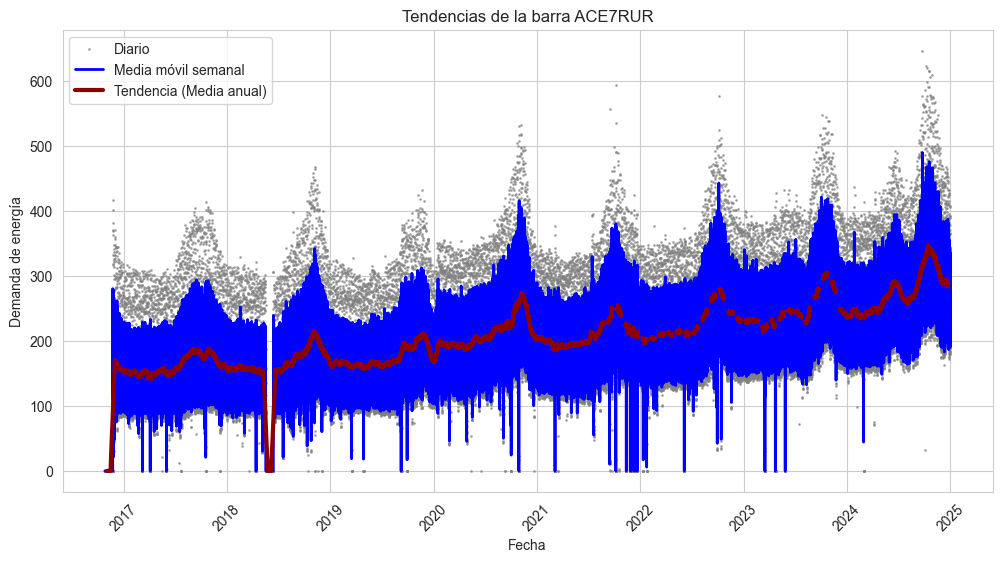 Tendencias de la barra ACE7RUR
Diario
Media móvil semanal
Tendencia (Media anual)
Demanda de energía
600
500
400
300
200
100
0
2017
2018
2019
2020
2021
2022
2023
2024
2025
Fecha